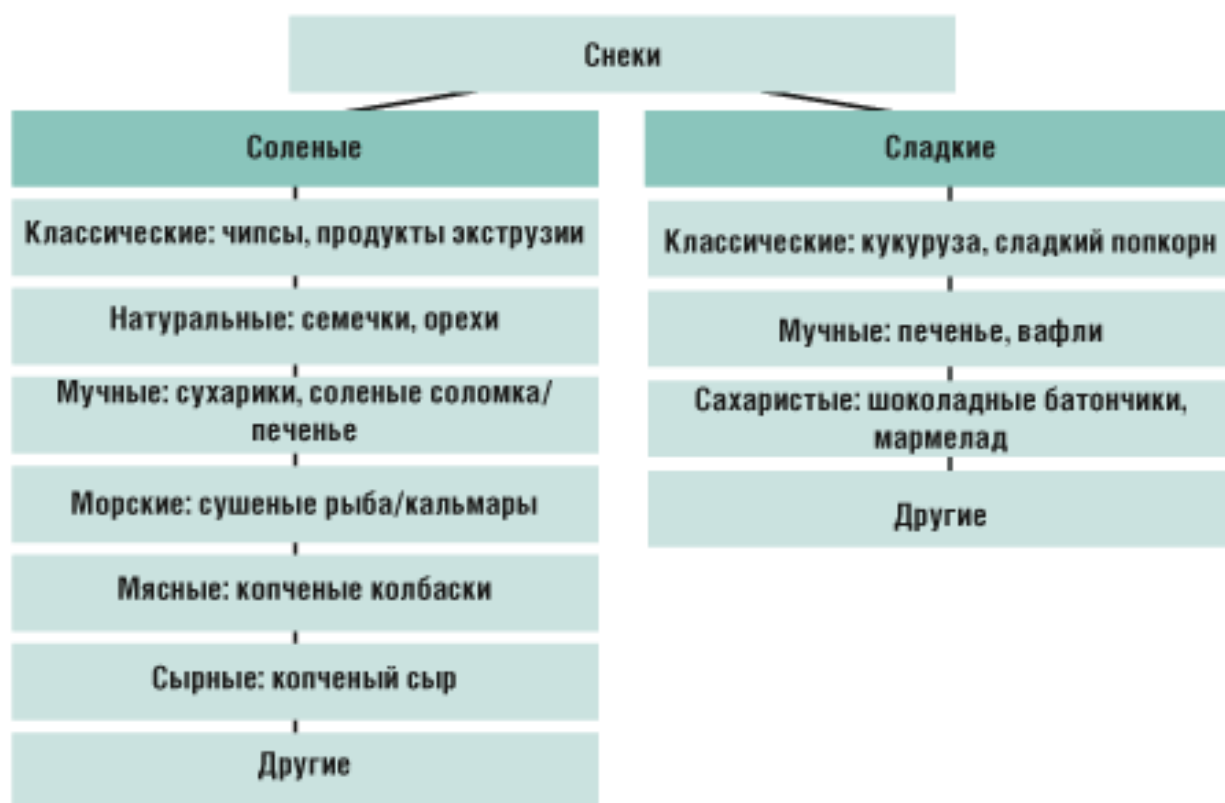 Снеки
Соленые
Классические: чипсы, продукты экструзии
Натуральные: семечки, орехи
Мучные: сухарики, соленые соломка/
печенье
Морские: сушеные рыба/кальмары
Мясные: копченые колбаски
Сырные: копченый сыр
Другие
Сладкие
Классические: кукуруза, сладкий попкорн
Мучные: печенье, вафли
Сахаристые: шоколадные батончики,
мармелад
Другие